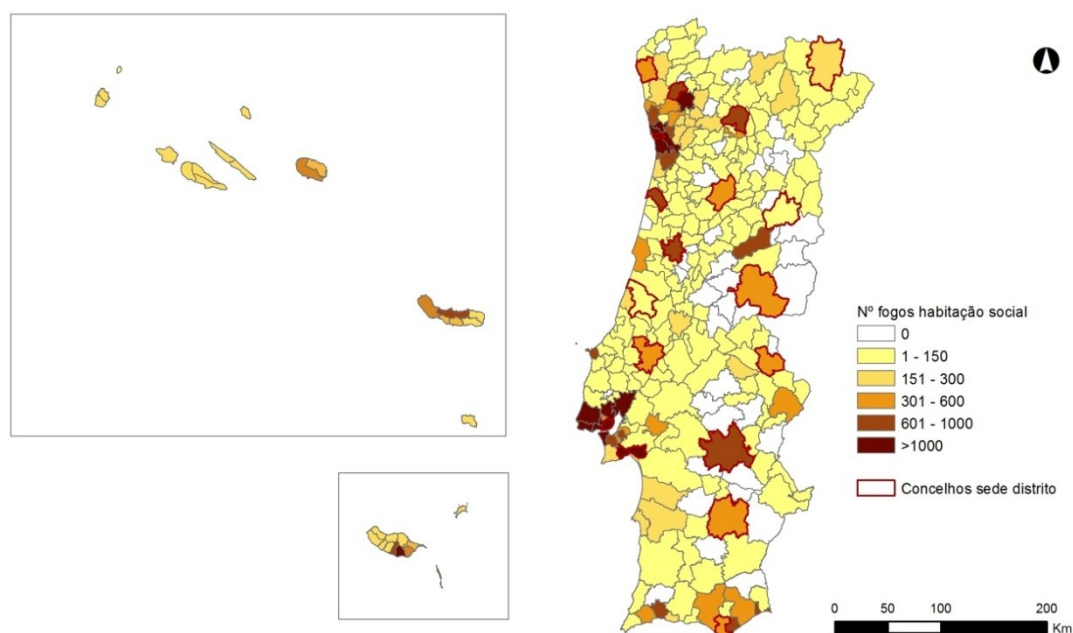 Nº fogos habitação social
0
1 - 150
151 - 300
301 - 600
601 - 1000
>1000
Concelhos sede distrito
0 50 100 200
Km